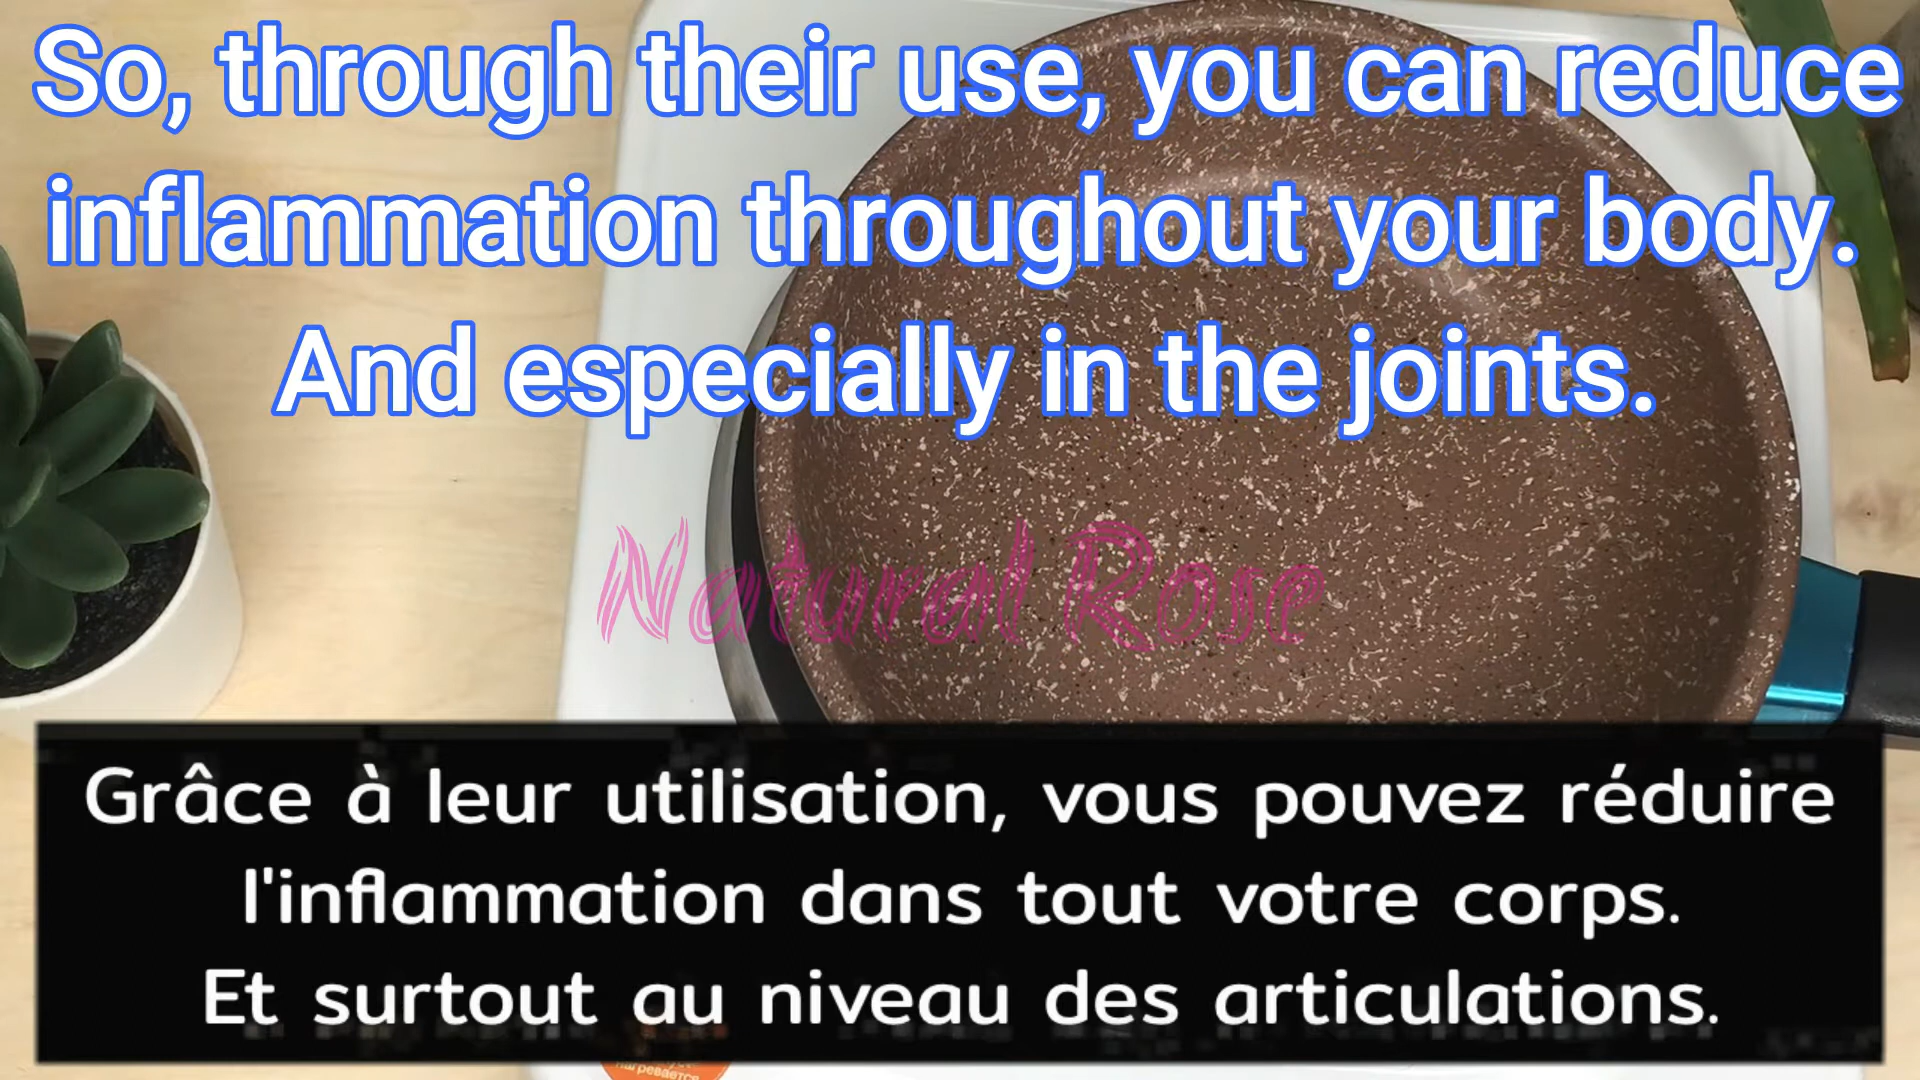 So, through their use, you can reduce
inflammation throughout your body.
And especially in the joints.
Natural Rose
Grâce à leur utilisation, vous pouvez réduire
l'inflammation dans tout votre corps.
Et surtout au niveau des articulations.